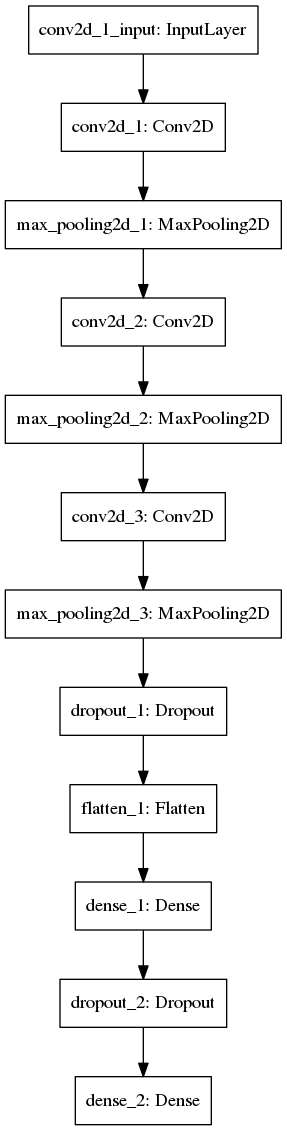 conv2d_1_input: InputLayer
conv2d_1: Conv2D
max_pooling2d_1: MaxPooling2D
conv2d_2: Conv2D
max_pooling2d_2: MaxPooling2D
conv2d_3: Conv2D
max_pooling2d_3: MaxPooling2D
dropout_1: Dropout
flatten_1: Flatten
dense_1: Dense
dropout_2: Dropout
dense_2: Dense